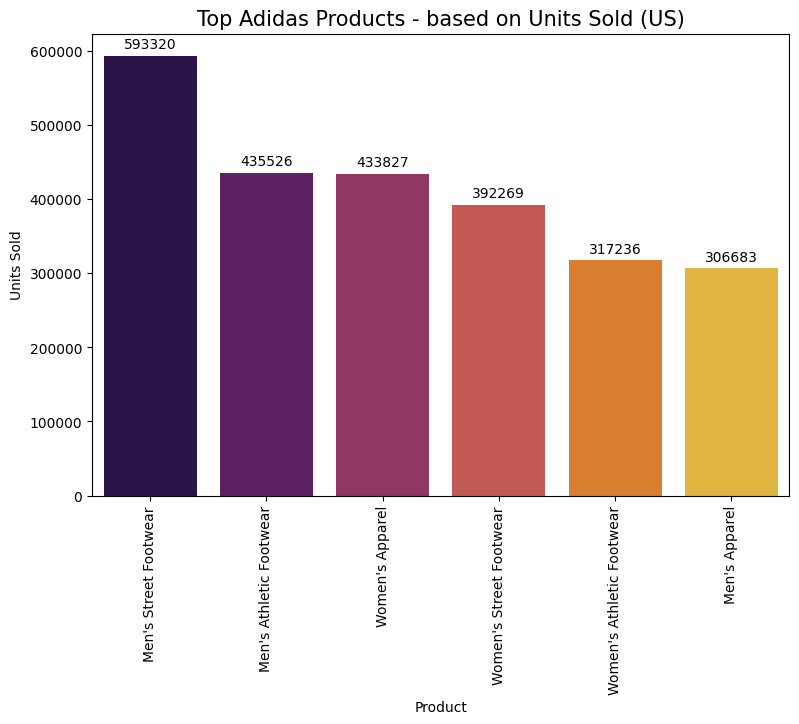 Top Adidas Products - based on Units Sold (US)
593320
435526
433827
392269
317236
306683
600000
500000
400000
300000
200000
100000
0
Units Sold
Men's Street Footwear
Men's Athletic Footwear
Women's Apparel
Women's Street Footwear
Women's Athletic Footwear
Men's Apparel
Product